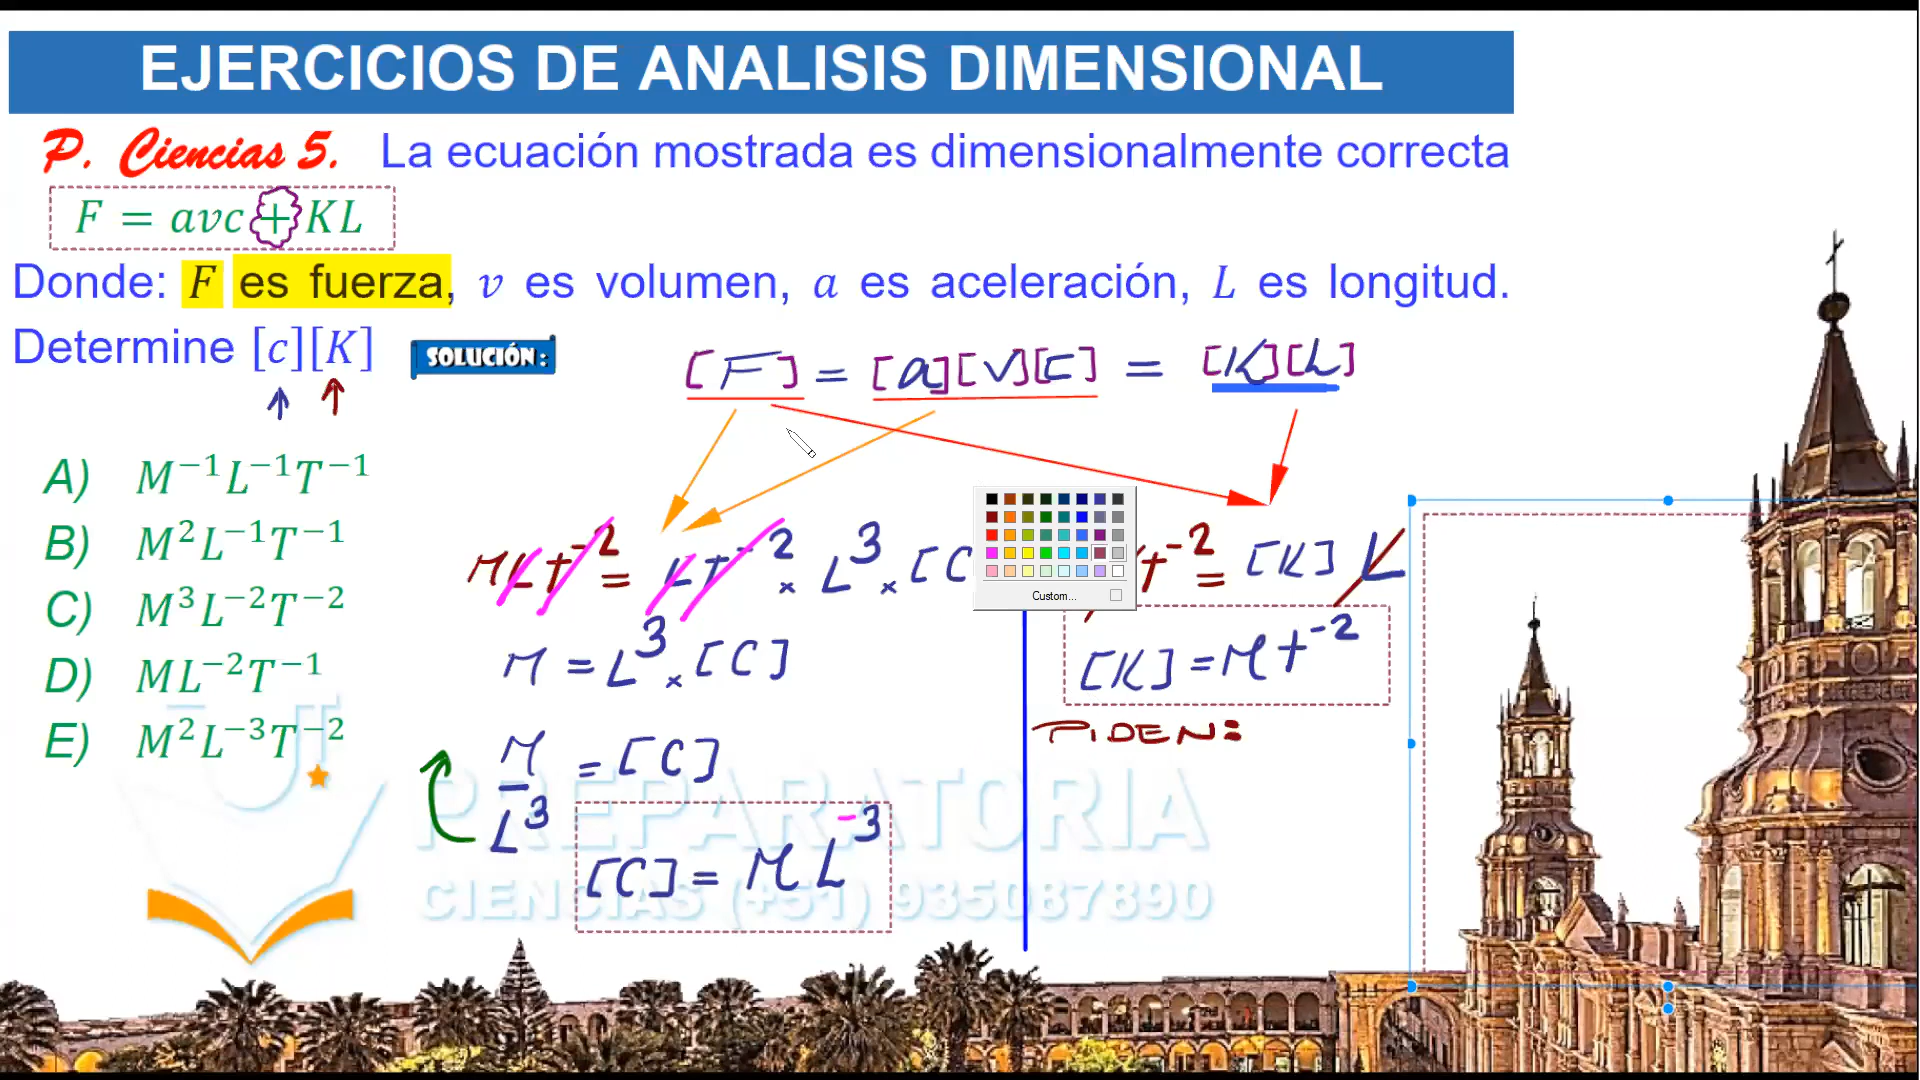 EJERCICIOS DE ANALISIS DIMENSIONAL
P. Ciencias 5. La ecuación mostrada es dimensionalmente correcta
F = avc + KL
Donde: F es fuerza, v es volumen, a es aceleración, L es longitud.
Determine [c][K]
SOLUCIÓN:
[F] = [a][V][C] = [K][L]
A) M⁻¹L⁻¹T⁻¹
B) M²L⁻¹T⁻¹
C) M³L⁻²T⁻²
D) ML⁻²T⁻¹
E) M²L⁻³T⁻²
MLT⁻² = LT⁻² × L³ × [C
M = L³ × [C]
M/L³ = [C]
[C] = ML⁻³
Custom...
T⁻² = [K] L
[K] = MT⁻²
PIDEN:
PREPARATORIA
CIENCIAS (+51) 935087890